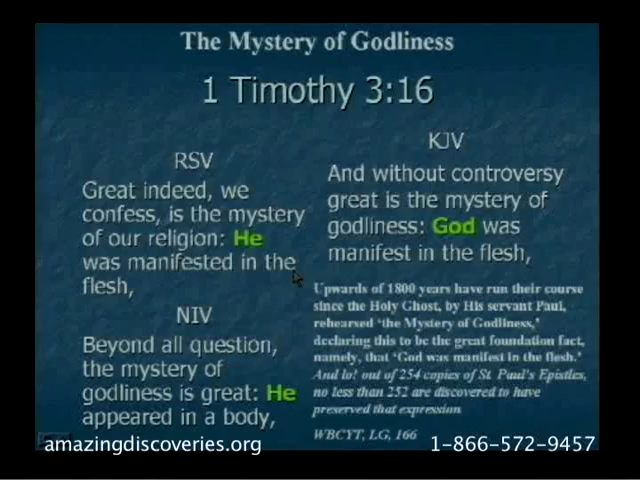 The Mystery of Godliness
1 Timothy 3:16
RSV
Great indeed, we
confess, is the mystery
of our religion: He
was manifested in the
flesh,
NIV
Beyond all question,
the mystery of
godliness is great: He
appeared in a body,
KJV
And without controversy
great is the mystery of
godliness: God was
manifest in the flesh,
Upwards of 1800 years have run their course
since the Holy Ghost, by His servant Paul,
rehearsed ‘the Mystery of Godliness,’
declaring this to be the great foundation fact,
namely, that ‘God was manifest in the flesh.’
And lo! out of 254 copies of St. Paul's Epistles,
no less than 252 are discovered to have
preserved that expression
WBCYT, LG, 166
amazingdiscoveries.org
1-866-572-9457